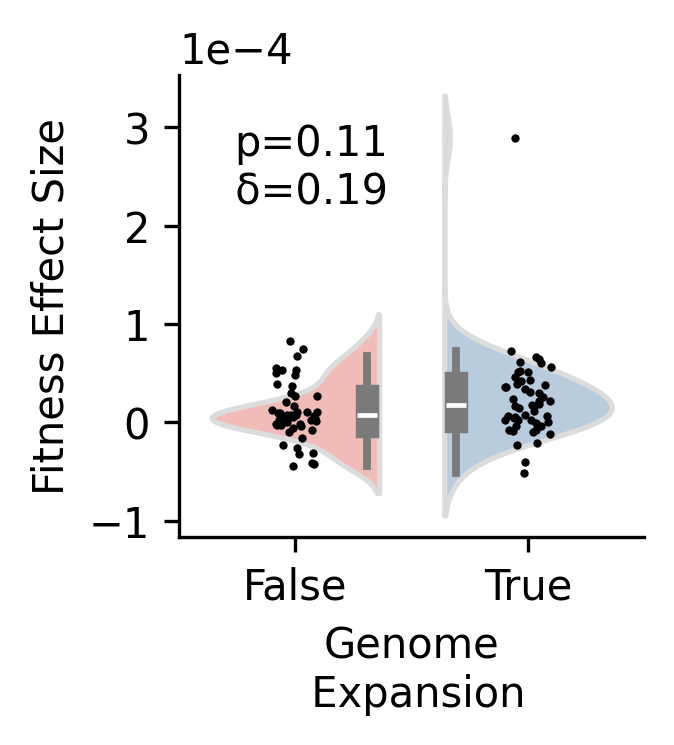 1e−4
Fitness Effect Size
3
2
1
0
−1
p=0.11
δ=0.19
False
True
Genome
Expansion